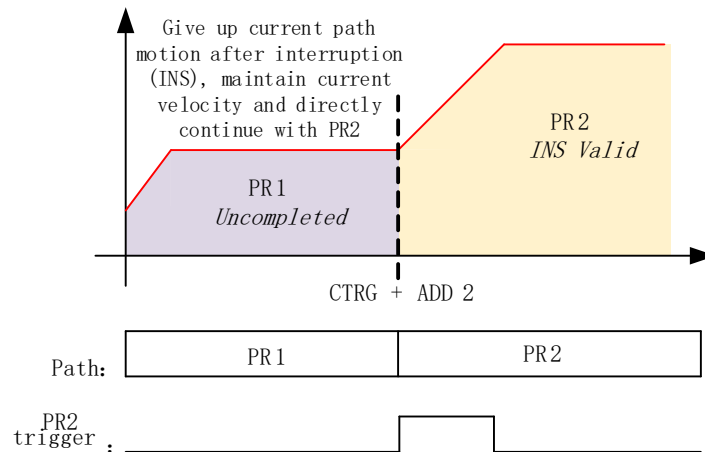 Give up current path
motion after interruption
(INS), maintain current
velocity and directly
continue with PR2
PR1
Uncompleted
PR2
INS Valid
CTRG + ADD 2
Path:
PR1
PR2
PR2
trigger :